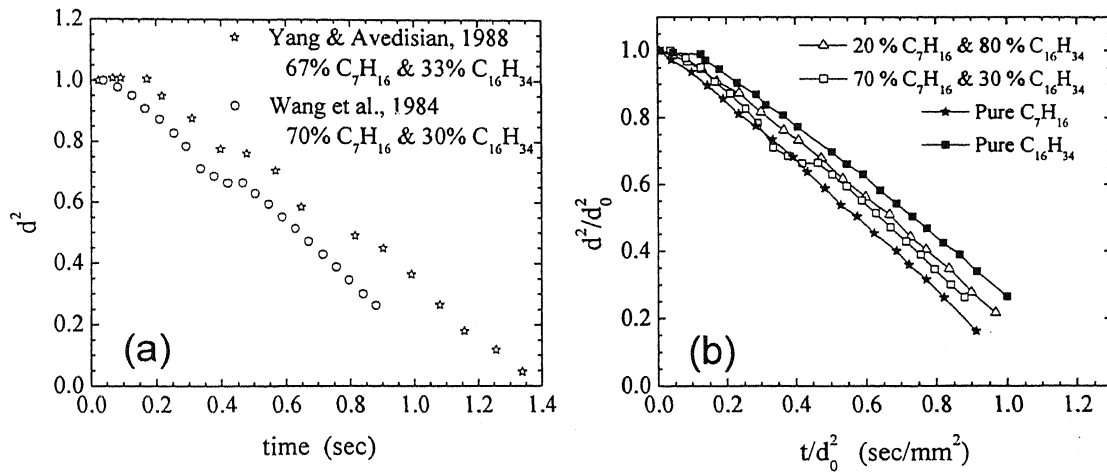 Yang & Avedisian, 1988
67% C7H16 & 33% C16H34
Wang et al., 1984
70% C7H16 & 30% C16H34
d2
1.2
1.0
0.8
0.6
0.4
0.2
0.0
(a)
0.0 0.2 0.4 0.6 0.8 1.0 1.2 1.4
time (sec)
20 % C7H16 & 80 % C16H34
70 % C7H16 & 30 % C16H34
Pure C7H16
Pure C16H34
d2/d02
1.0
0.8
0.6
0.4
0.2
0.0
(b)
0.0 0.2 0.4 0.6 0.8 1.0 1.2
t/d02 (sec/mm2)